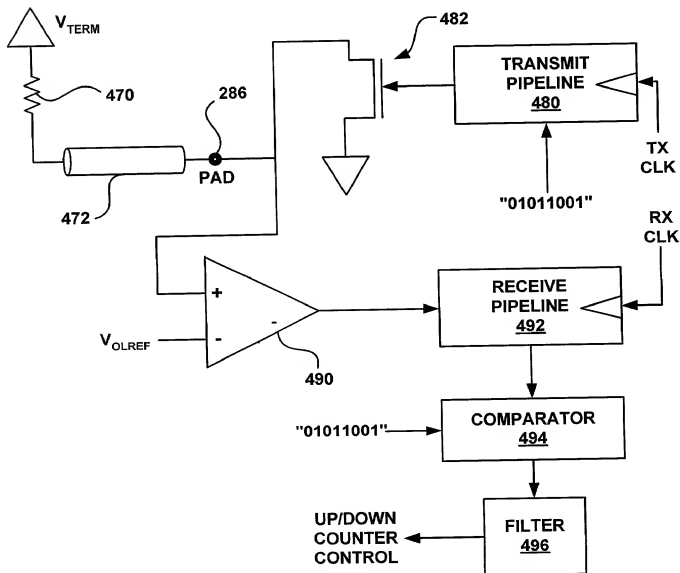 V_TERM
470
286
PAD
472
482
TRANSMIT
PIPELINE
480
TX
CLK
"01011001"
RX
CLK
+
-
-
V_OLREF
490
RECEIVE
PIPELINE
492
"01011001"
COMPARATOR
494
UP/DOWN
COUNTER
CONTROL
FILTER
496